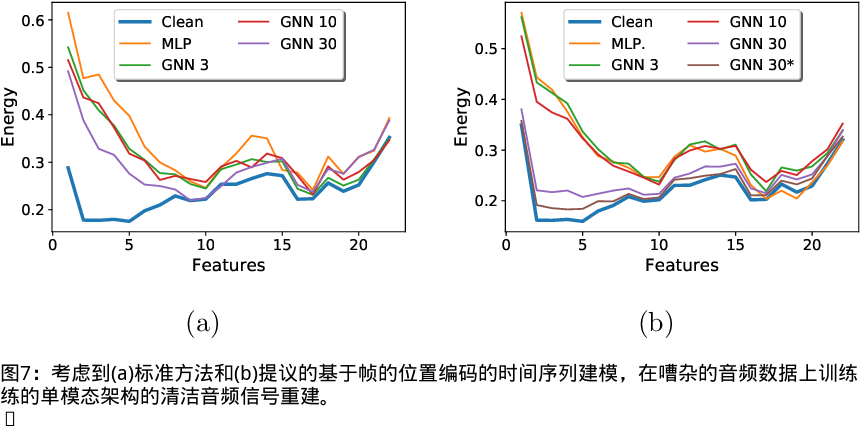 Clean
MLP
GNN 3
GNN 10
GNN 30
Energy
0.6
0.5
0.4
0.3
0.2
0
5
10
15
20
Features
(a)
Clean
MLP.
GNN 3
GNN 10
GNN 30
GNN 30*
Energy
0.5
0.4
0.3
0.2
0
5
10
15
20
Features
(b)
图7：考虑到(a)标准方法和(b)提议的基于帧的位置编码的时间序列建模，在嘈杂的音频数据上训练
练的单模态架构的清洁音频信号重建。